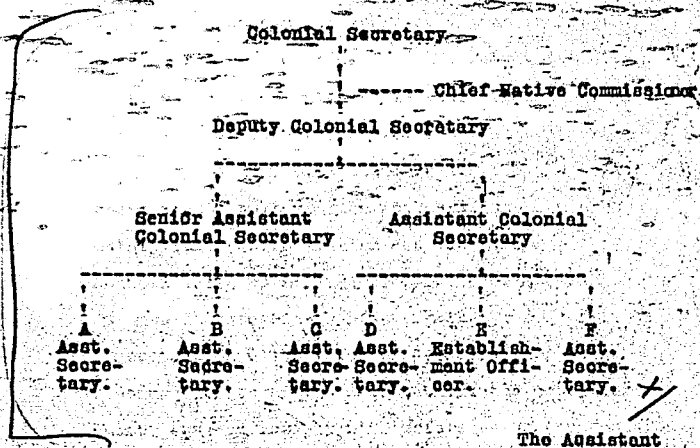 Colonial Secretary
Chief Native Commissioner
Deputy Colonial Secretary
Senior Assistant Assistant Colonial
Colonial Secretary Secretary
A B C D E F
Asst. Asst. Asst. Asst. Establish- Asst.
Secre- Secre- Secre- Secre- ment Offi- Secre-
tary. tary. tary. tary. cer. tary.
The Assistant